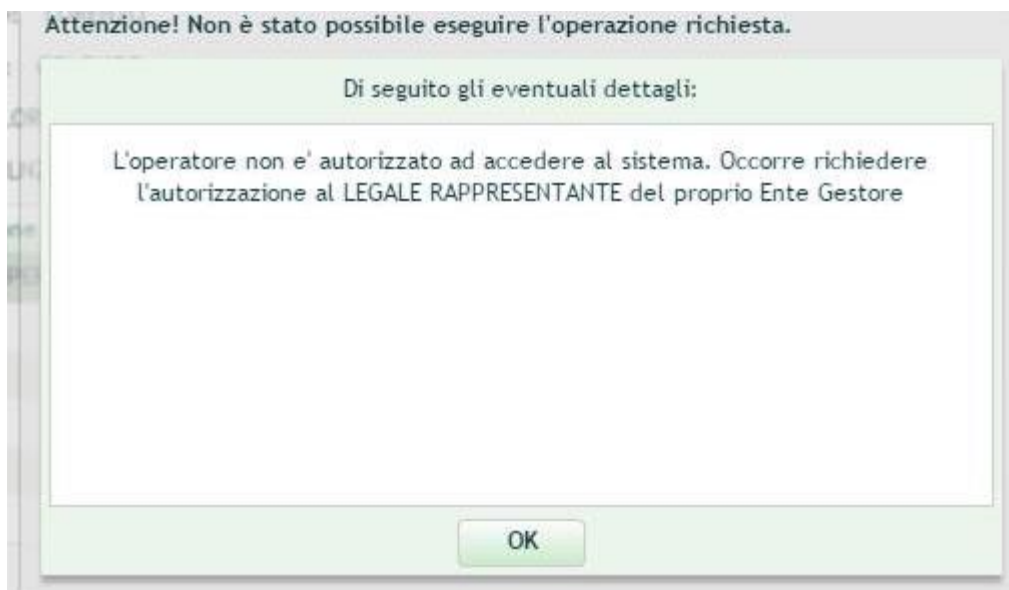 Attenzione! Non è stato possibile eseguire l'operazione richiesta.
Di seguito gli eventuali dettagli:
L'operatore non e' autorizzato ad accedere al sistema. Occorre richiedere
l'autorizzazione al LEGALE RAPPRESENTANTE del proprio Ente Gestore
OK